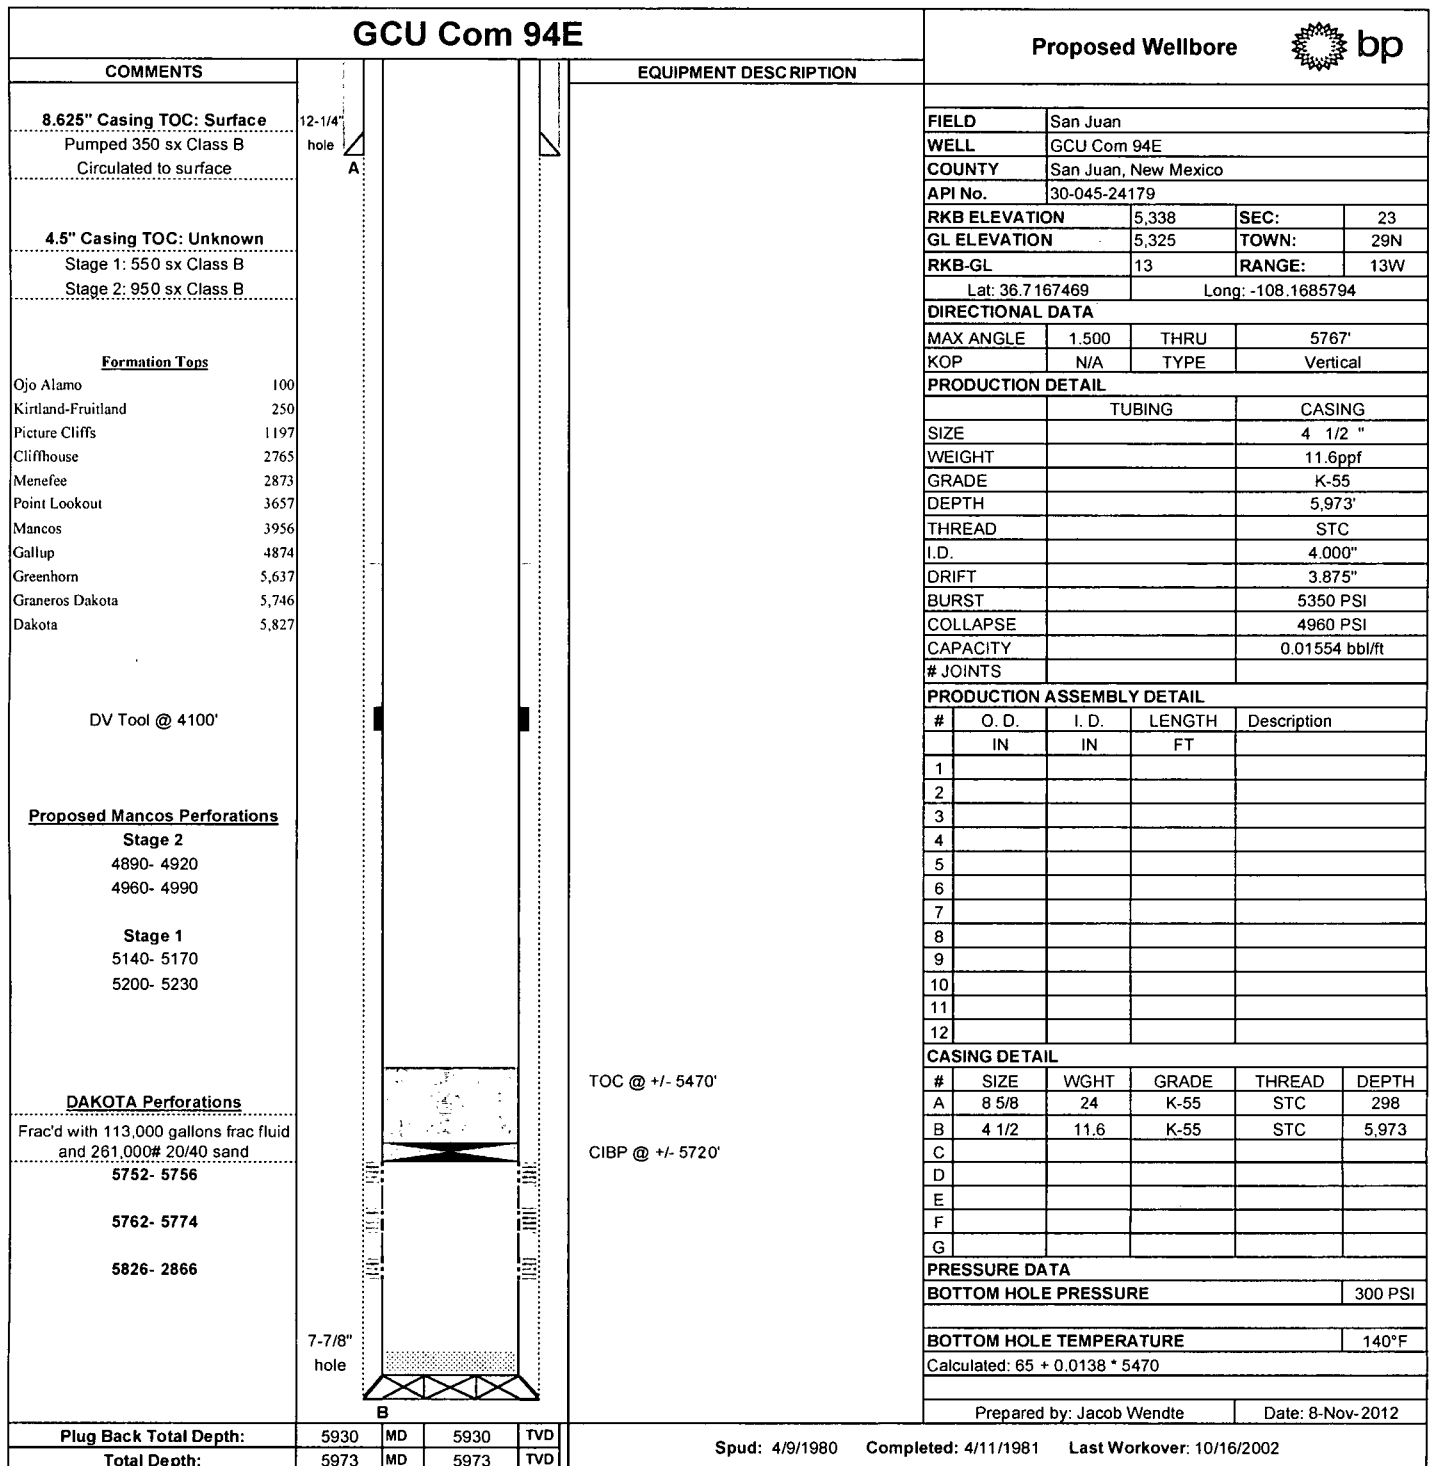 GCU Com 94E
Proposed Wellbore
bp
COMMENTS
EQUIPMENT DESCRIPTION
8.625" Casing TOC: Surface
Pumped 350 sx Class B
Circulated to surface
12-1/4"
hole
A
4.5" Casing TOC: Unknown
Stage 1: 550 sx Class B
Stage 2: 950 sx Class B
Formation Tops
Ojo Alamo 100
Kirtland-Fruitland 250
Picture Cliffs 1197
Cliffhouse 2765
Menefee 2873
Point Lookout 3657
Mancos 3956
Gallup 4874
Greenhorn 5,637
Graneros Dakota 5,746
Dakota 5,827
DV Tool @ 4100'
Proposed Mancos Perforations
Stage 2
4890- 4920
4960- 4990
Stage 1
5140- 5170
5200- 5230
DAKOTA Perforations
Frac'd with 113,000 gallons frac fluid
and 261,000# 20/40 sand
5752- 5756
5762- 5774
5826- 2866
7-7/8"
hole
B
TOC @ +/- 5470'
CIBP @ +/- 5720'
FIELD San Juan
WELL GCU Com 94E
COUNTY San Juan, New Mexico
API No. 30-045-24179
RKB ELEVATION 5,338 SEC: 23
GL ELEVATION 5,325 TOWN: 29N
RKB-GL 13 RANGE: 13W
Lat: 36.7167469 Long: -108.1685794
DIRECTIONAL DATA
MAX ANGLE 1.500 THRU 5767'
KOP N/A TYPE Vertical
PRODUCTION DETAIL
TUBING CASING
SIZE 4 1/2 "
WEIGHT 11.6ppf
GRADE K-55
DEPTH 5,973'
THREAD STC
I.D. 4.000"
DRIFT 3.875"
BURST 5350 PSI
COLLAPSE 4960 PSI
CAPACITY 0.01554 bbl/ft
# JOINTS
PRODUCTION ASSEMBLY DETAIL
# O. D. I. D. LENGTH Description
IN IN FT
1
2
3
4
5
6
7
8
9
10
11
12
CASING DETAIL
# SIZE WGHT GRADE THREAD DEPTH
A 8 5/8 24 K-55 STC 298
B 4 1/2 11.6 K-55 STC 5,973
C
D
E
F
G
PRESSURE DATA
BOTTOM HOLE PRESSURE 300 PSI
BOTTOM HOLE TEMPERATURE 140°F
Calculated: 65 + 0.0138 * 5470
Prepared by: Jacob Wendte Date: 8-Nov-2012
Plug Back Total Depth: 5930 MD 5930 TVD
Total Depth: 5973 MD 5973 TVD
Spud: 4/9/1980 Completed: 4/11/1981 Last Workover: 10/16/2002